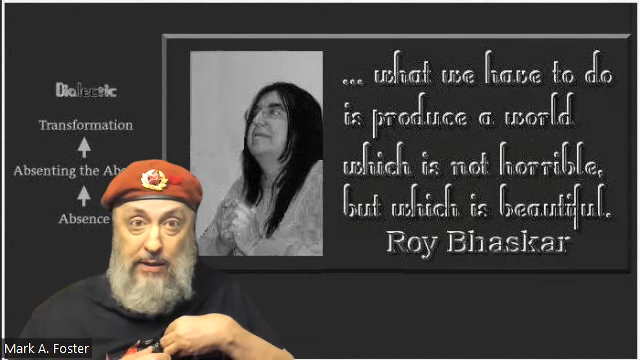 Dialectic
Transformation
Absenting the
Absence
... what we have to do
is produce a world
which is not horrible,
but which is beautiful.
Roy Bhaskar
Mark A. Foster